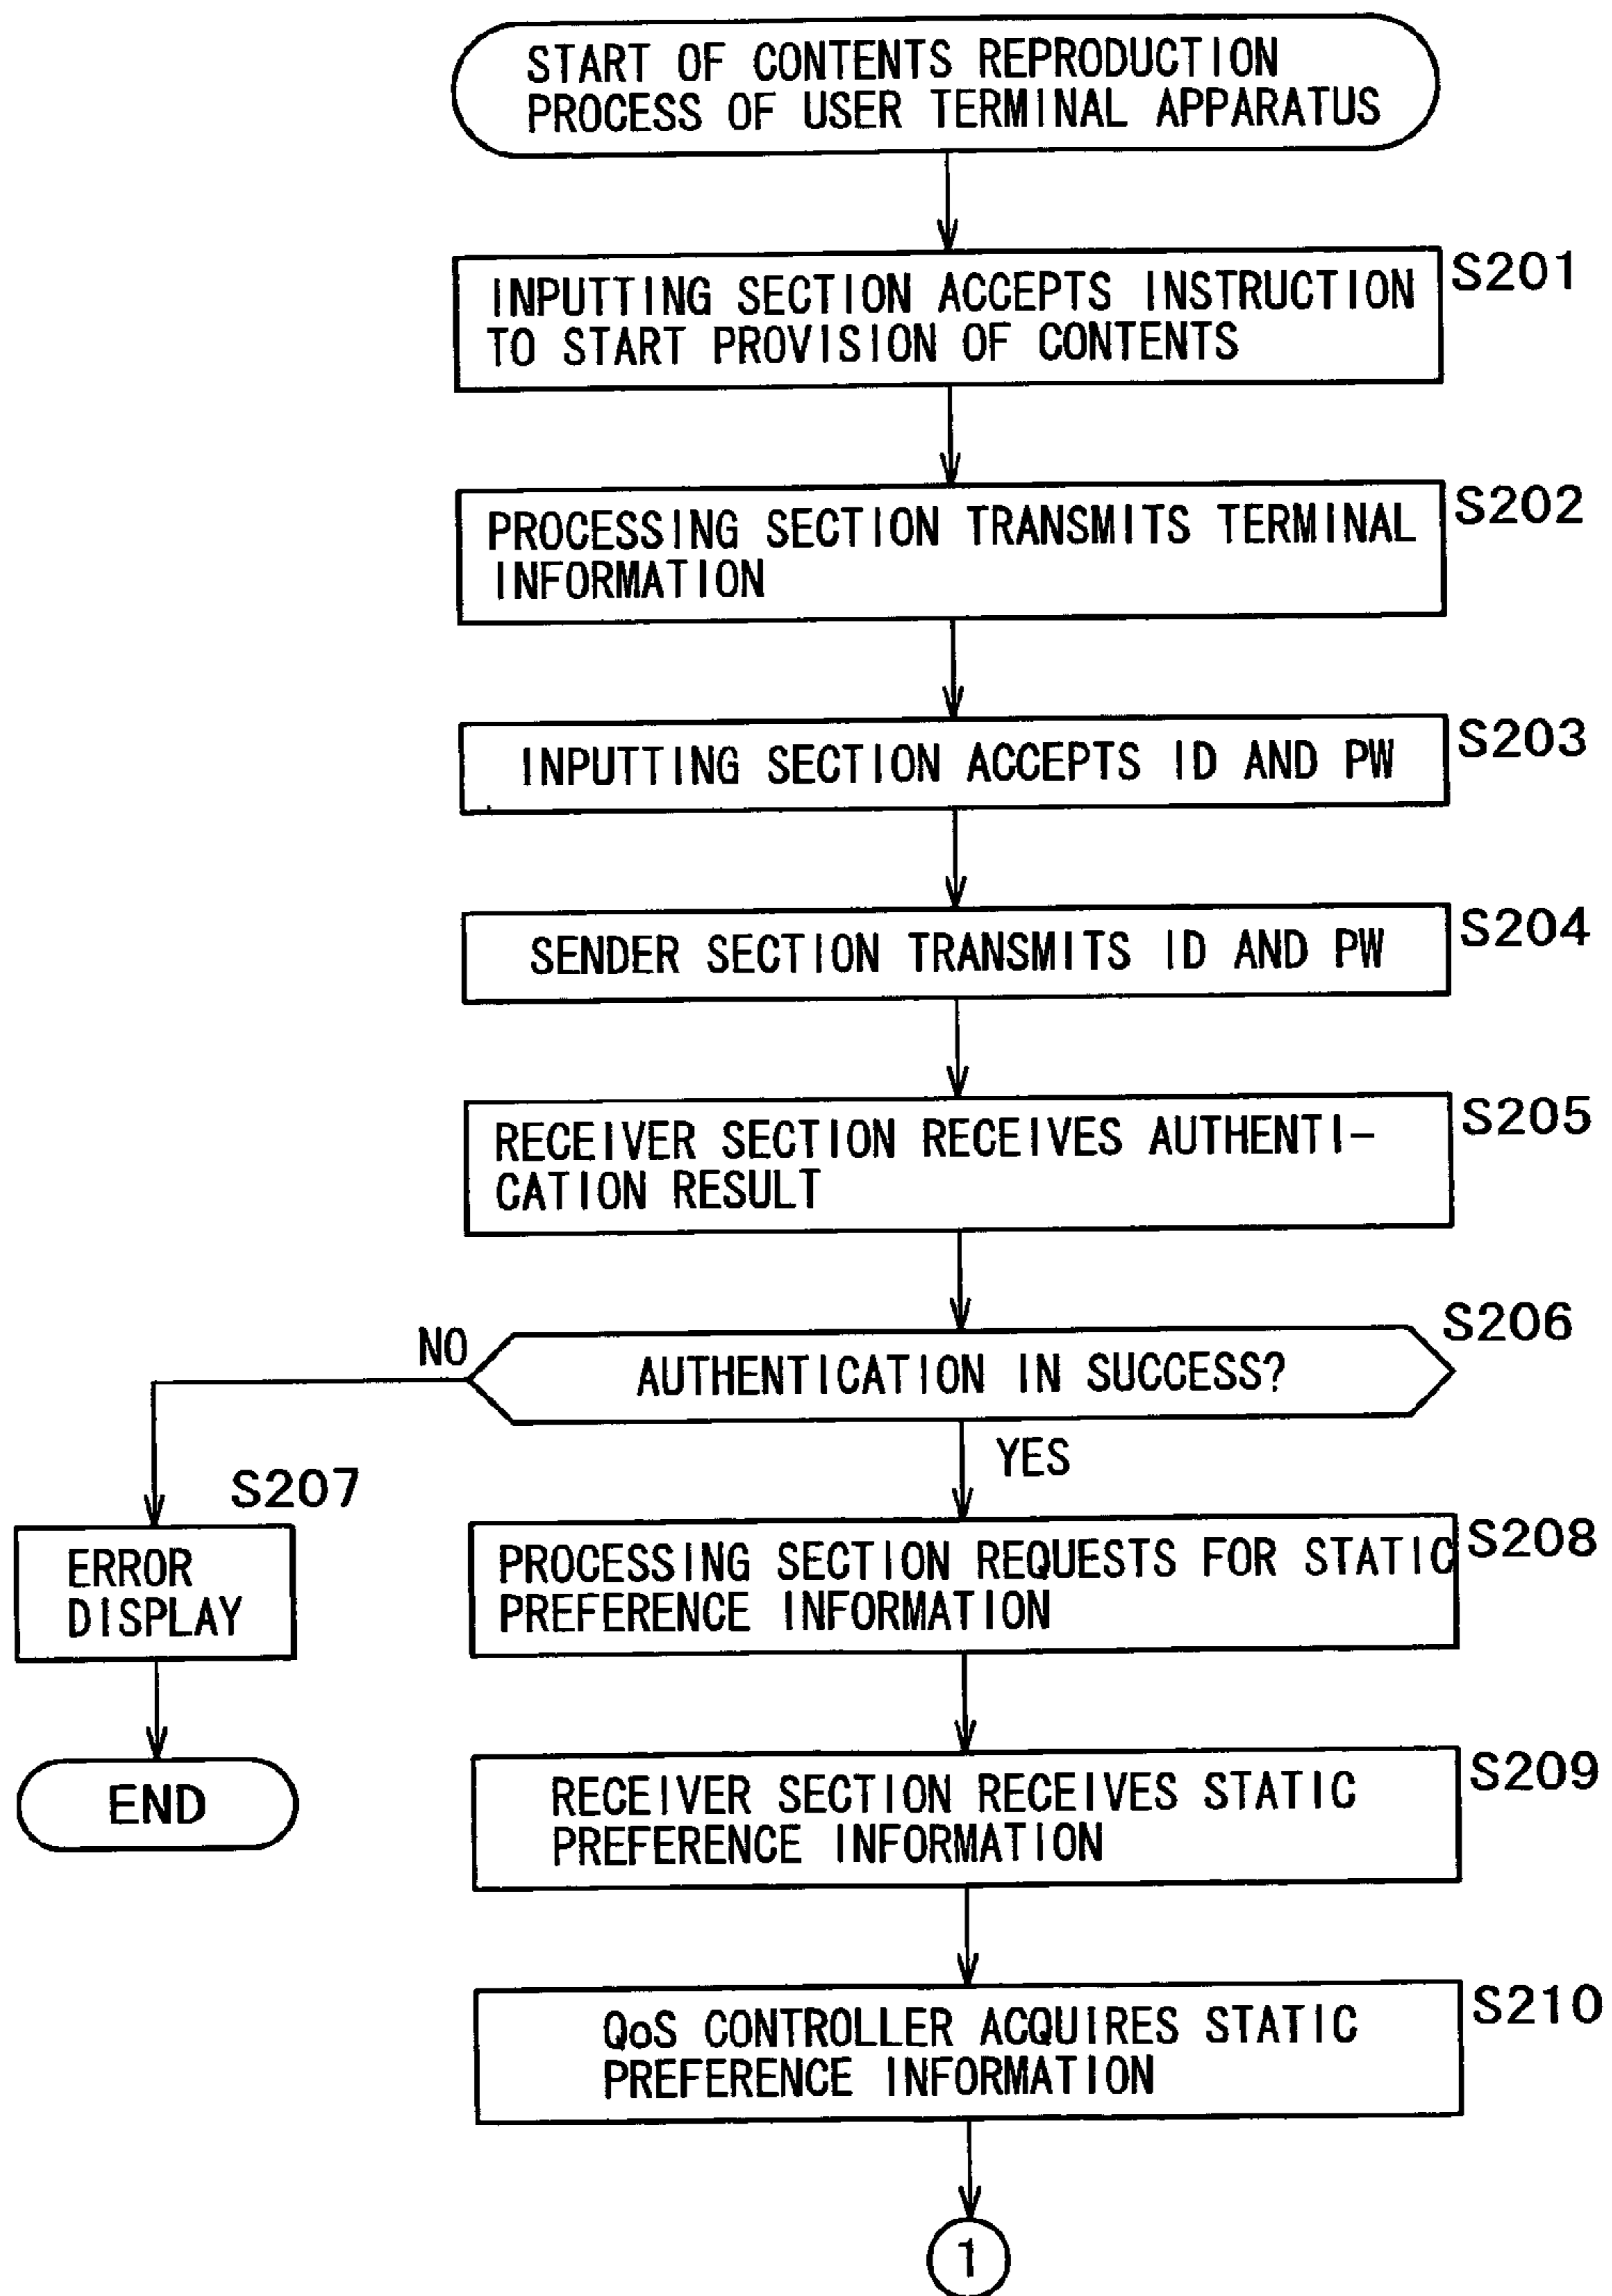 START OF CONTENTS REPRODUCTION
PROCESS OF USER TERMINAL APPARATUS
INPUTTING SECTION ACCEPTS INSTRUCTION
TO START PROVISION OF CONTENTS
S201
PROCESSING SECTION TRANSMITS TERMINAL
INFORMATION
S202
INPUTTING SECTION ACCEPTS ID AND PW
S203
SENDER SECTION TRANSMITS ID AND PW
S204
RECEIVER SECTION RECEIVES AUTHENTI-
CATION RESULT
S205
AUTHENTICATION IN SUCCESS?
S206
NO
YES
S207
ERROR
DISPLAY
END
PROCESSING SECTION REQUESTS FOR STATIC
PREFERENCE INFORMATION
S208
RECEIVER SECTION RECEIVES STATIC
PREFERENCE INFORMATION
S209
QoS CONTROLLER ACQUIRES STATIC
PREFERENCE INFORMATION
S210
1